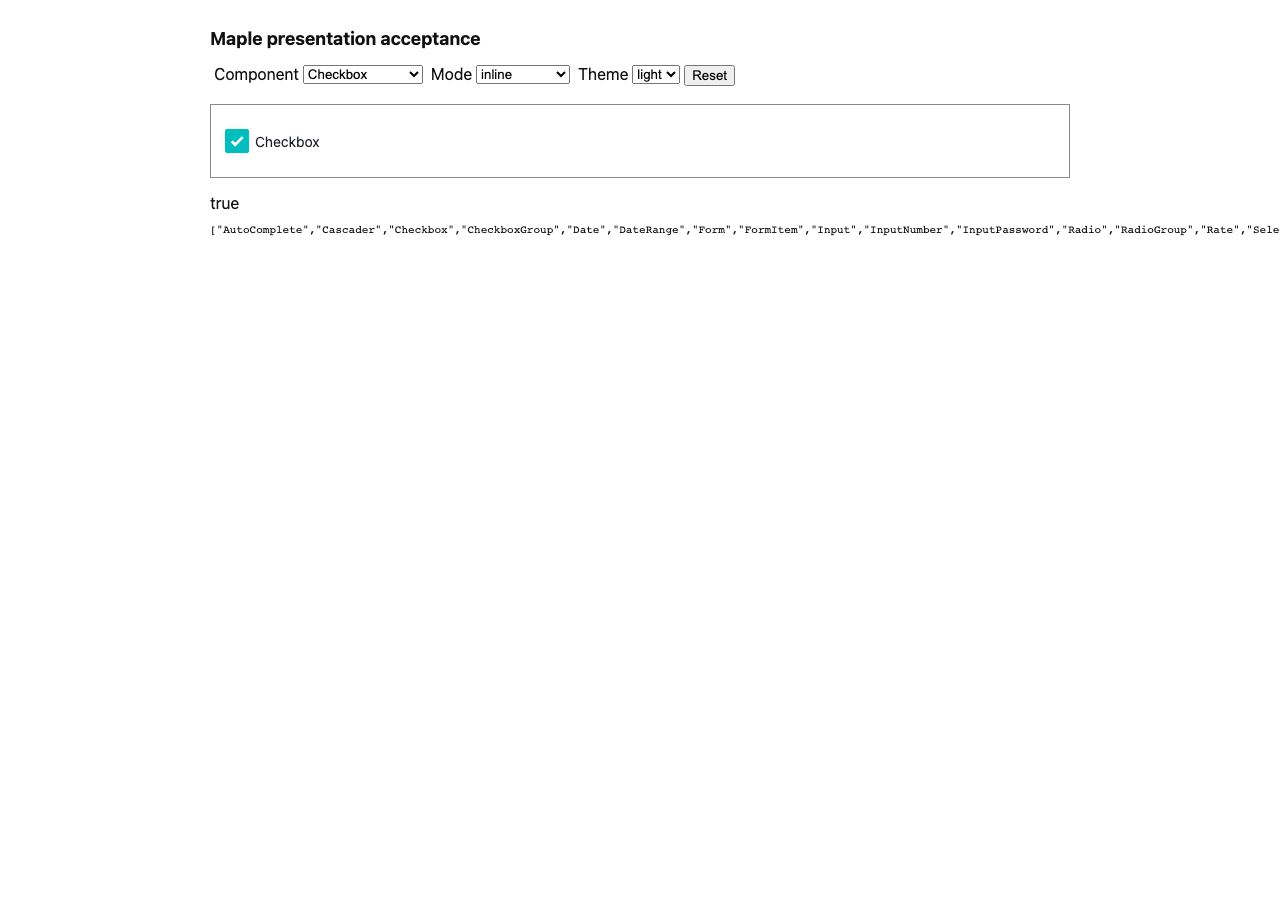 Maple presentation acceptance
Component Checkbox Mode inline Theme light Reset
Checkbox
true
["AutoComplete","Cascader","Checkbox","CheckboxGroup","Date","DateRange","Form","FormItem","Input","InputNumber","InputPassword","Radio","RadioGroup","Rate","Sele